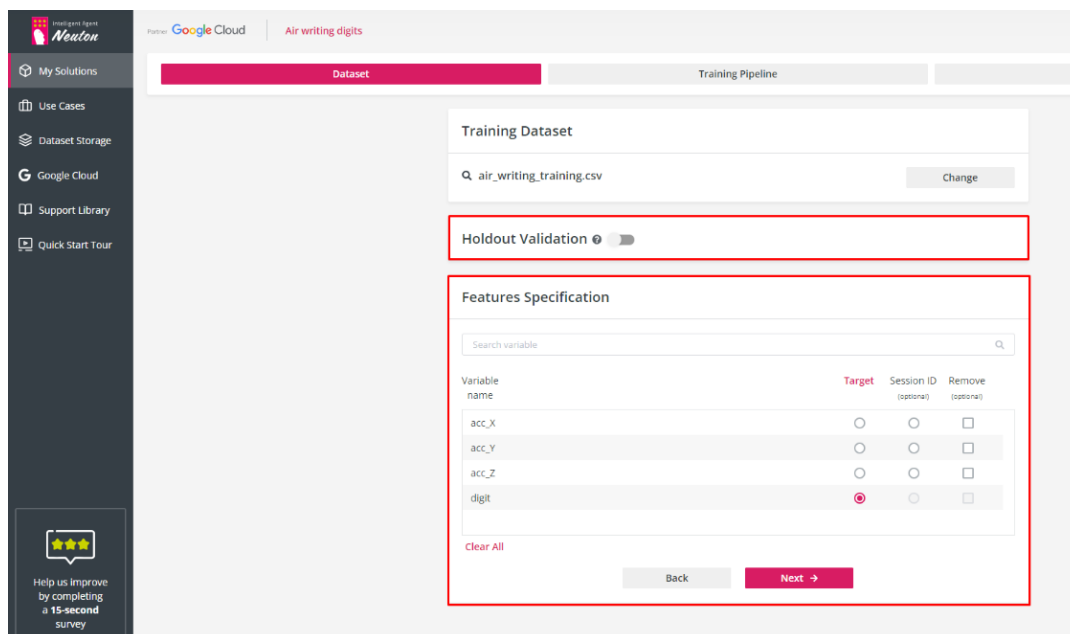 Intelligent Agent
Neuton
Partner Google Cloud
Air writing digits
My Solutions
Use Cases
Dataset Storage
Google Cloud
Support Library
Quick Start Tour
Dataset
Training Pipeline
Training Dataset
air_writing_training.csv
Change
Holdout Validation
Features Specification
Search variable
Variable name
Target
Session ID (optional)
Remove (optional)
acc_X
acc_Y
acc_Z
digit
Clear All
Back
Next →
Help us improve
by completing
a 15-second
survey